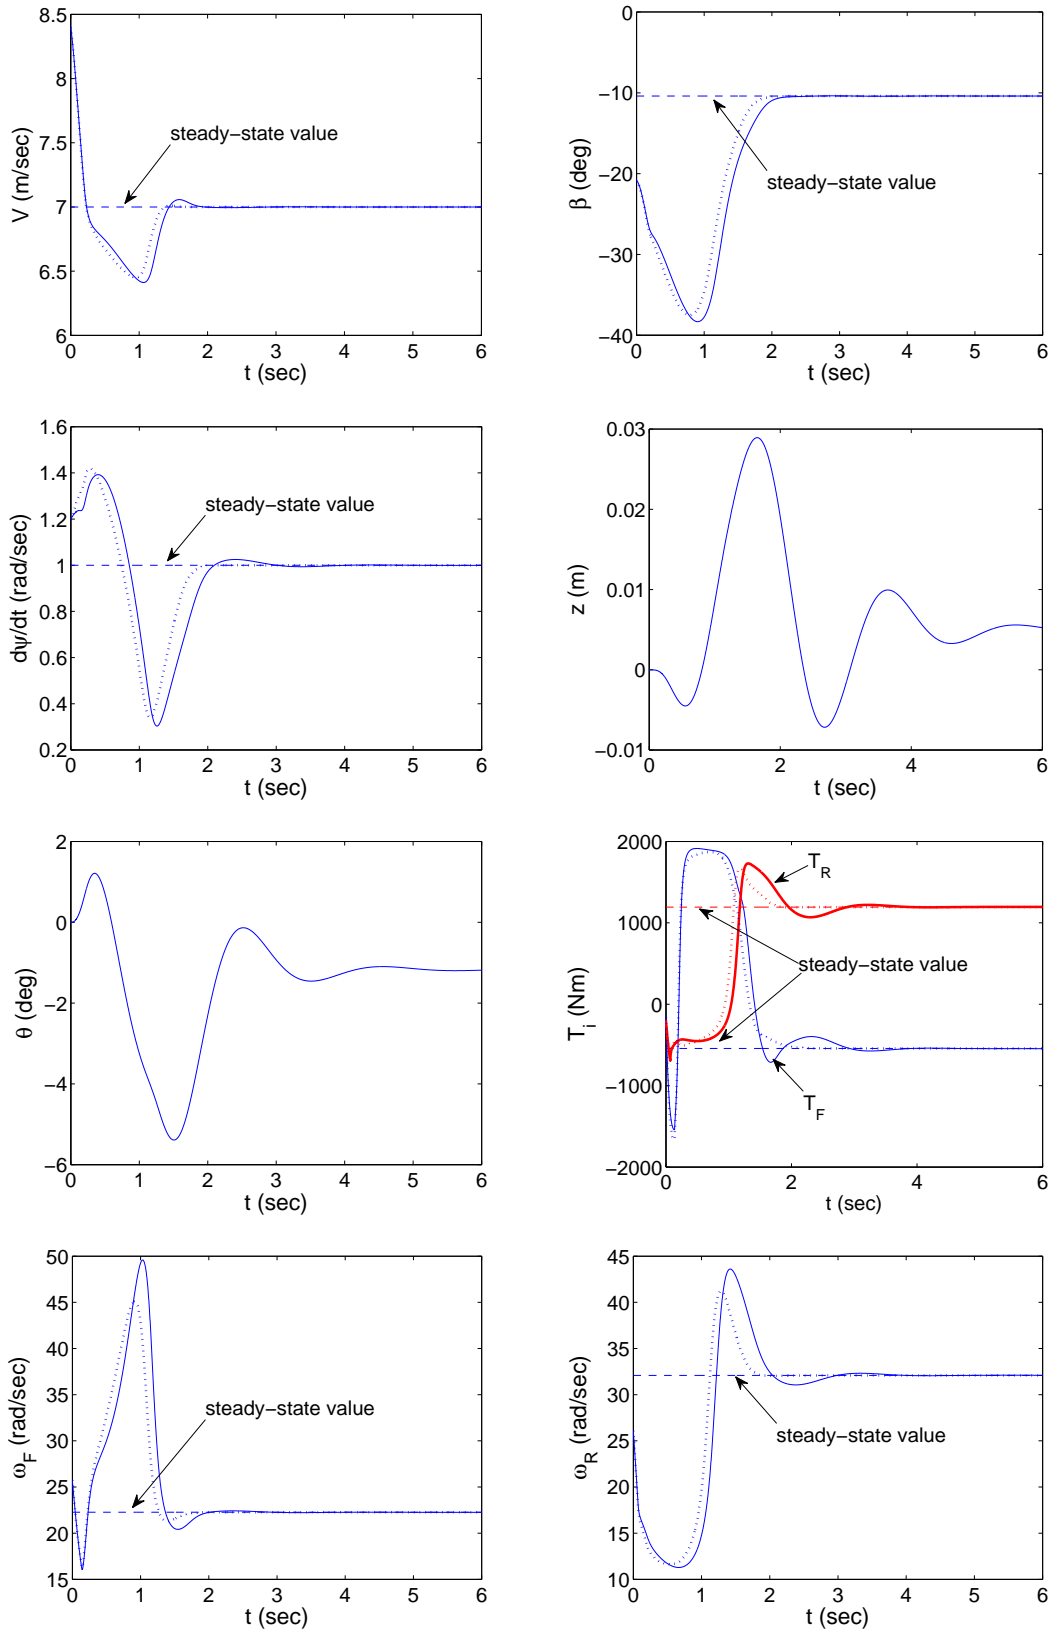 8.5
8
7.5
7
6.5
6
V (m/sec)
steady−state value
0 1 2 3 4 5 6
t (sec)
0
−10
−20
−30
−40
β (deg)
steady−state value
0 1 2 3 4 5 6
t (sec)
1.6
1.4
1.2
1
0.8
0.6
0.4
0.2
dψ/dt (rad/sec)
steady−state value
0 1 2 3 4 5 6
t (sec)
0.03
0.02
0.01
0
−0.01
z (m)
0 2 4 6
t (sec)
2
0
−2
−4
−6
θ (deg)
0 1 2 3 4 5 6
t (sec)
2000
1000
0
−1000
−2000
T_i (Nm)
T_R
steady−state value
T_F
0 2 4 6
t (sec)
50
45
40
35
30
25
20
15
ω_F (rad/sec)
steady−state value
0 1 2 3 4 5 6
t (sec)
45
40
35
30
25
20
15
10
ω_R (rad/sec)
steady−state value
0 1 2 3 4 5 6
t (sec)